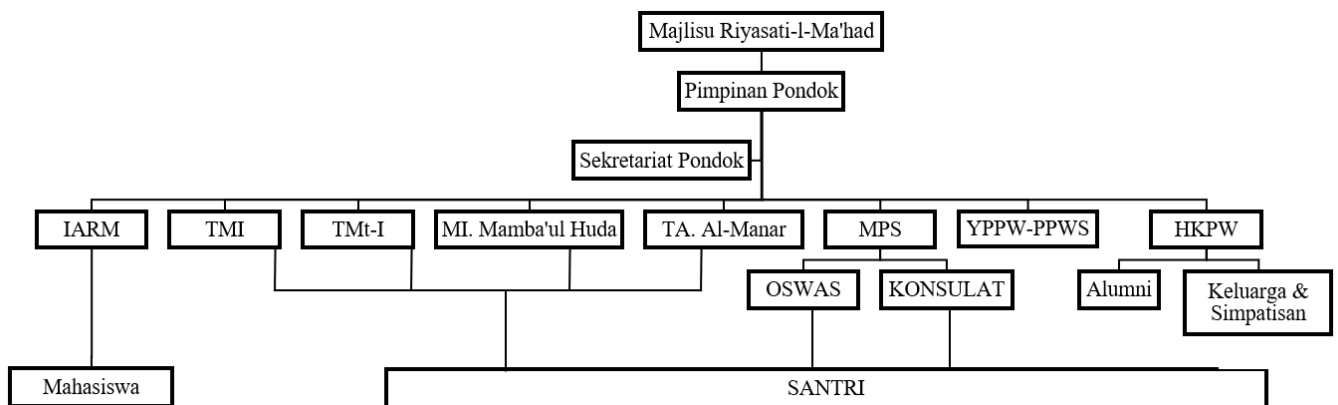 Majlisu Riyasati-l-Ma'had
Pimpinan Pondok
Sekretariat Pondok
IARM
TMI
TMt-I
MI. Mamba'ul Huda
TA. Al-Manar
MPS
YPPW-PPWS
HKPW
OSWAS
KONSULAT
Alumni
Keluarga &
Simpatisan
Mahasiswa
SANTRI